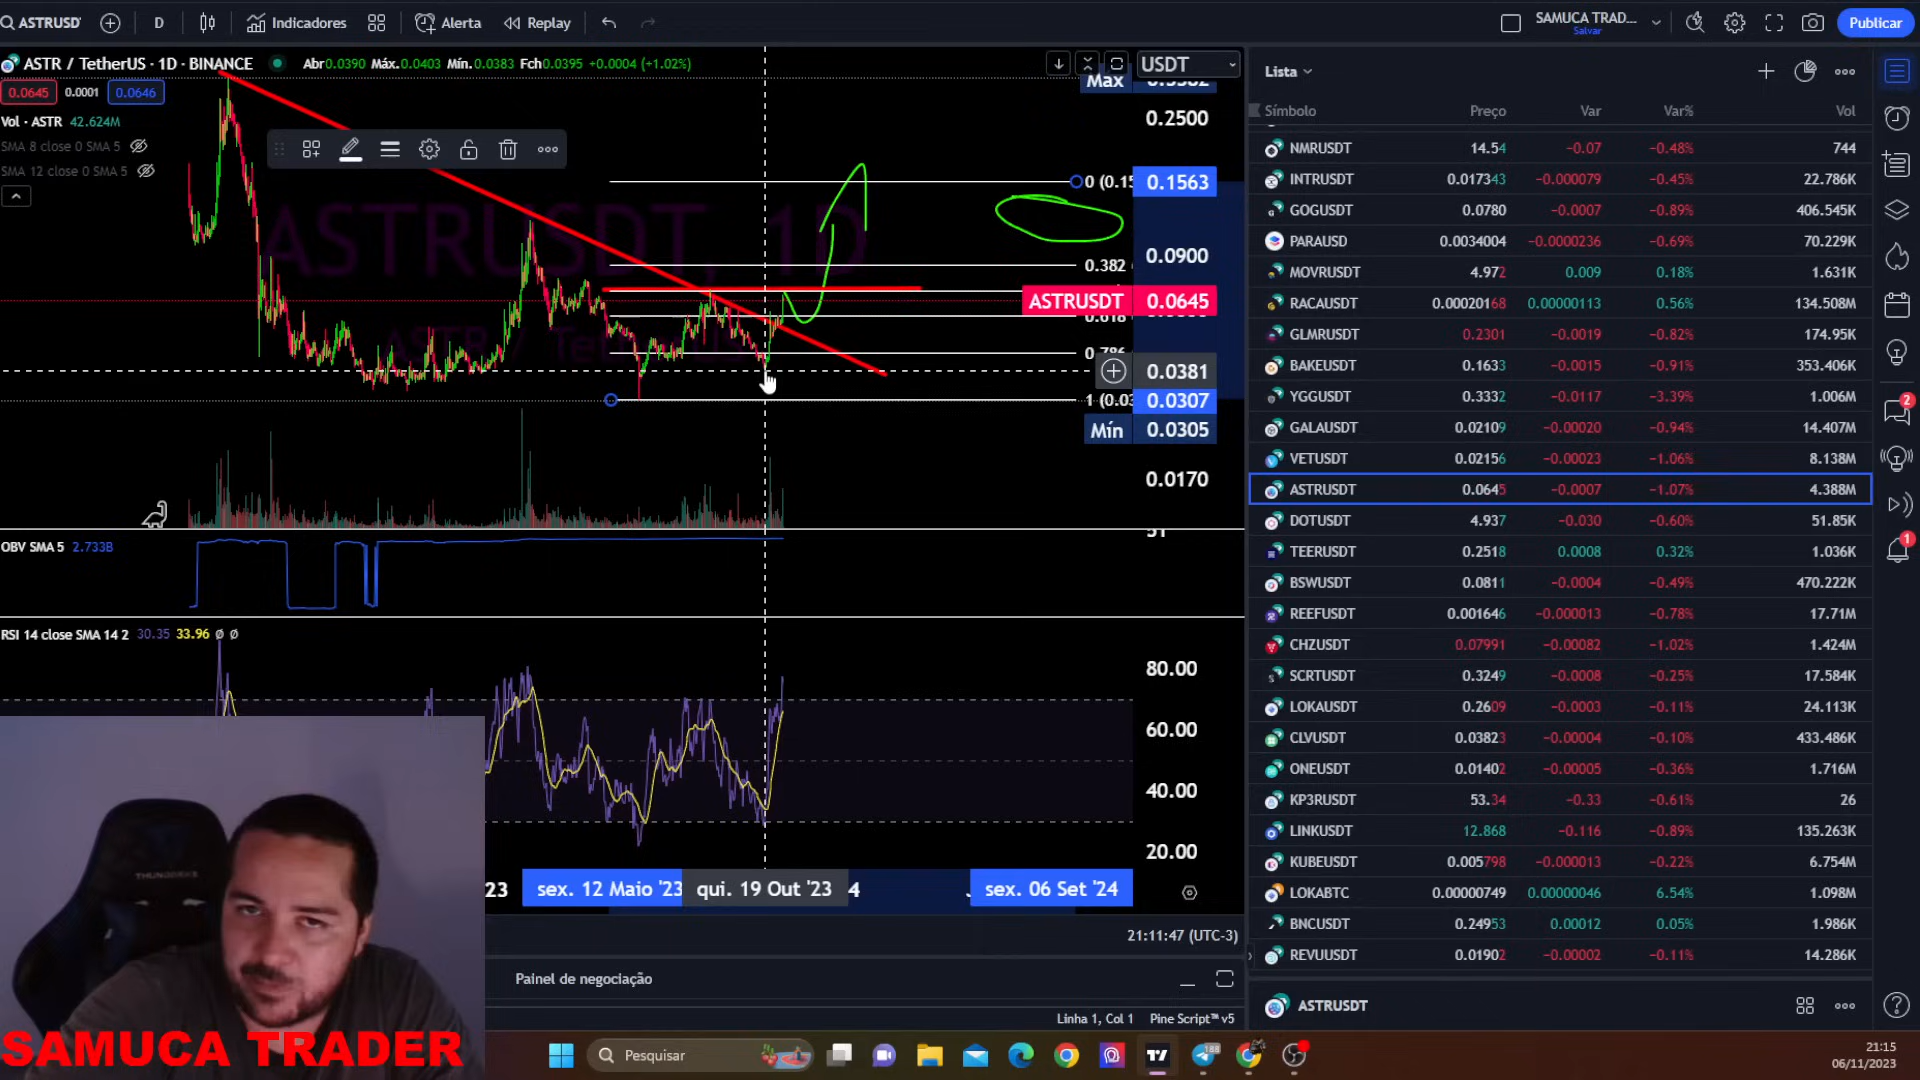 ASTRUSD
D
Indicadores
Alerta
Replay
SAMUCA TRAD...
Salvar
Publicar
ASTR / TetherUS · 1D · BINANCE
Abr0.0390 Máx.0.0403 Mín.0.0383 Fch0.0395 +0.0004 (+1.02%)
USDT
0.0645
0.0001
0.0646
Vol · ASTR 42.624M
SMA 8 close 0 SMA 5
SMA 12 close 0 SMA 5
ASTRUSDT, 1D
Max
0.2500
0 (0.15
0.1563
0.0900
0.382
ASTRUSDT 0.0645
0.618
0.786
0.0381
1 (0.03
0.0307
Mín 0.0305
0.0170
OBV SMA 5 2.733B
RSI 14 close SMA 14 2 30.35 33.96 ø ø
80.00
60.00
40.00
20.00
23
sex. 12 Maio '23
qui. 19 Out '23
4
sex. 06 Set '24
21:11:47 (UTC-3)
Painel de negociação
Linha 1, Col 1 Pine Script™ v5
Lista
Símbolo Preço Var Var% Vol
NMRUSDT 14.54 −0.07 −0.48% 744
INTRUSDT 0.017343 −0.000079 −0.45% 22.786K
GOGUSDT 0.0780 −0.0007 −0.89% 406.545K
PARAUSD 0.0034004 −0.0000236 −0.69% 70.229K
MOVRUSDT 4.972 0.009 0.18% 1.631K
RACAUSDT 0.00020168 0.00000113 0.56% 134.508M
GLMRUSDT 0.2301 −0.0019 −0.82% 174.95K
BAKEUSDT 0.1633 −0.0015 −0.91% 353.406K
YGGUSDT 0.3332 −0.0117 −3.39% 1.006M
GALAUSDT 0.02109 −0.00020 −0.94% 14.407M
VETUSDT 0.02156 −0.00023 −1.06% 8.138M
ASTRUSDT 0.0645 −0.0007 −1.07% 4.388M
DOTUSDT 4.937 −0.030 −0.60% 51.85K
TEERUSDT 0.2518 0.0008 0.32% 1.036K
BSWUSDT 0.0811 −0.0004 −0.49% 470.222K
REEFUSDT 0.001646 −0.000013 −0.78% 17.71M
CHZUSDT 0.07991 −0.00082 −1.02% 1.424M
SCRTUSDT 0.3249 −0.0008 −0.25% 17.584K
LOKAUSDT 0.2609 −0.0003 −0.11% 24.113K
CLVUSDT 0.03823 −0.00004 −0.10% 433.486K
ONEUSDT 0.01402 −0.00005 −0.36% 1.716M
KP3RUSDT 53.34 −0.33 −0.61% 26
LINKUSDT 12.868 −0.116 −0.89% 135.263K
KUBEUSDT 0.005798 −0.000013 −0.22% 6.754M
LOKABTC 0.00000749 0.00000046 6.54% 1.098M
BNCUSDT 0.24953 0.00012 0.05% 1.986K
REVUUSDT 0.01902 −0.00002 −0.11% 14.286K
ASTRUSDT
2
1
SAMUCA TRADER
Pesquisar
188
21:15
06/11/2023